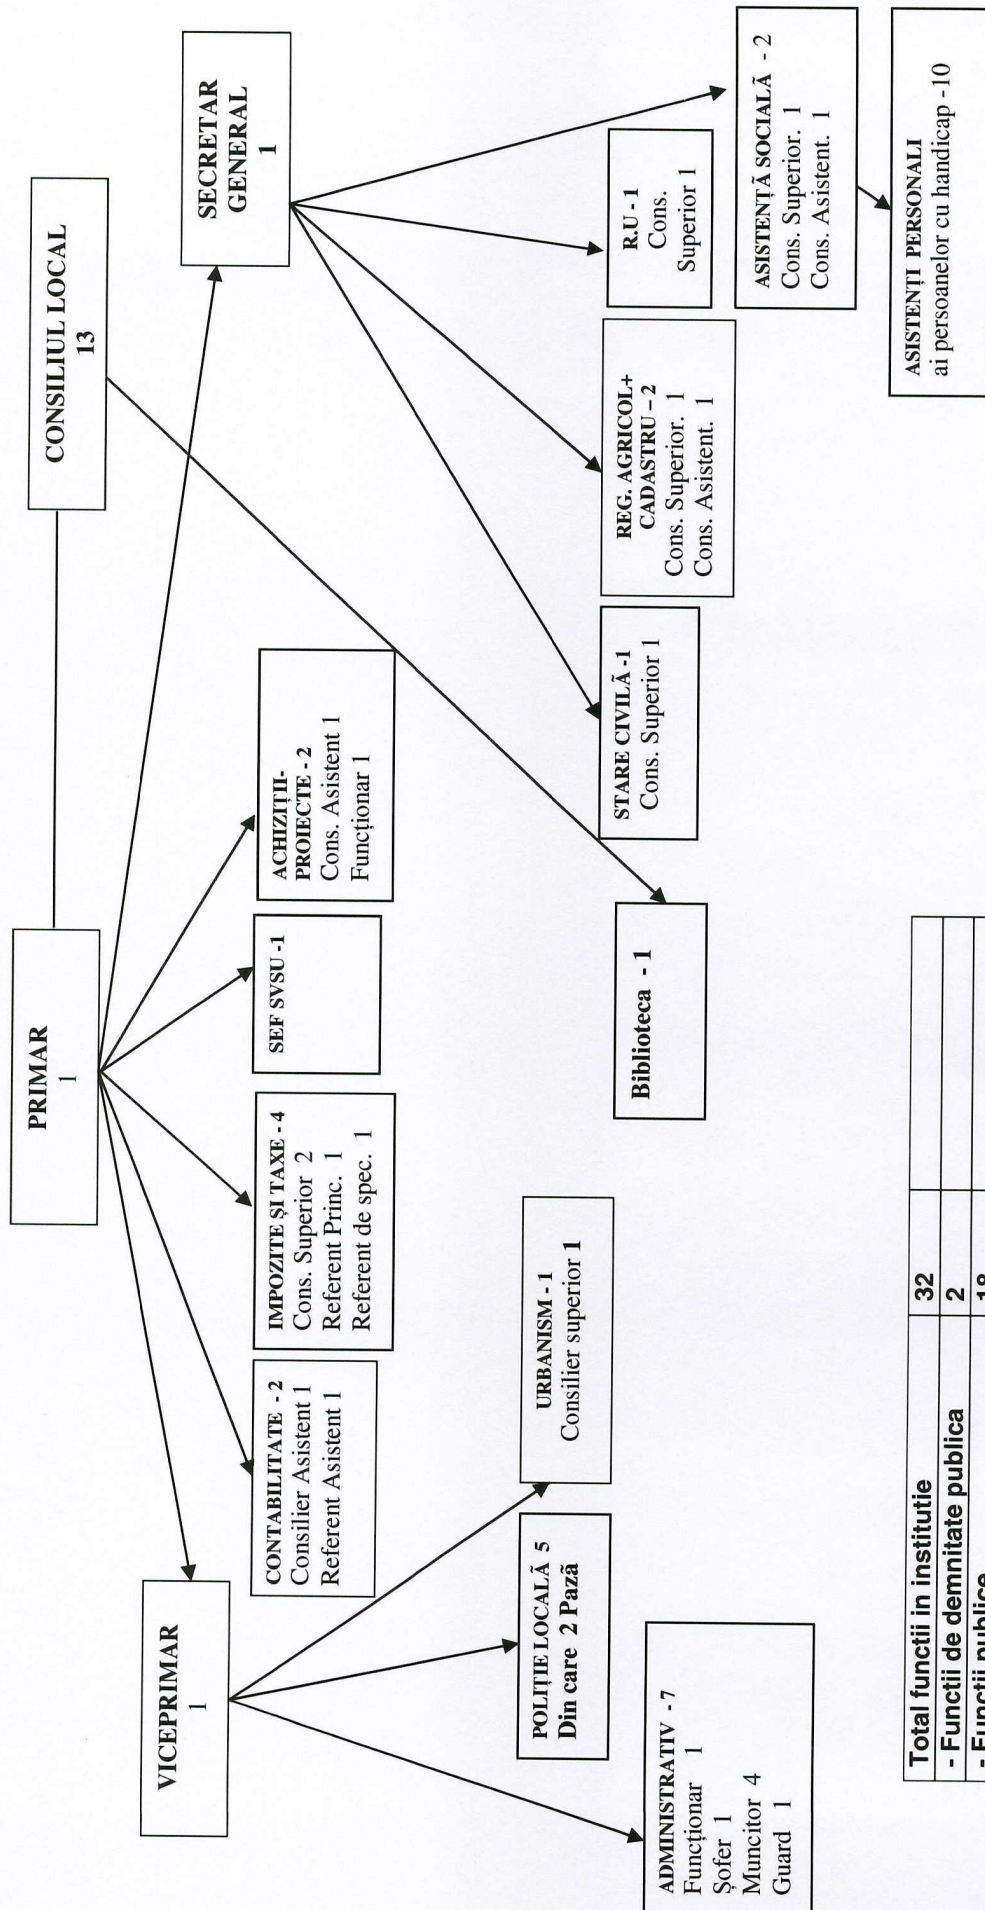 PRIMAR
1
CONSILIUL LOCAL
13
VICEPRIMAR
1
SECRETAR
GENERAL
1
CONTABILITATE - 2
Consilier Asistent 1
Referent Asistent 1
IMPOZITE ȘI TAXE - 4
Cons. Superior 2
Referent Princ. 1
Referent de spec. 1
SEF SVSU -1
ACHIZIȚII-
PROIECTE - 2
Cons. Asistent 1
Funcționar 1
POLIȚIE LOCALĂ 5
Din care 2 Pază
URBANISM - 1
Consilier superior 1
ADMINISTRATIV - 7
Funcționar 1
Șofer 1
Muncitor 4
Guard 1
Biblioteca - 1
STARE CIVILĂ -1
Cons. Superior 1
REG. AGRICOL+
CADASTRU – 2
Cons. Superior. 1
Cons. Asistent. 1
R.U - 1
Cons.
Superior 1
ASISTENȚĂ SOCIALĂ - 2
Cons. Superior. 1
Cons. Asistent. 1
ASISTENȚI PERSONALI
ai persoanelor cu handicap -10
Total functii in institutie 32
- Functii de demnitate publica 2
- Functii publice 18